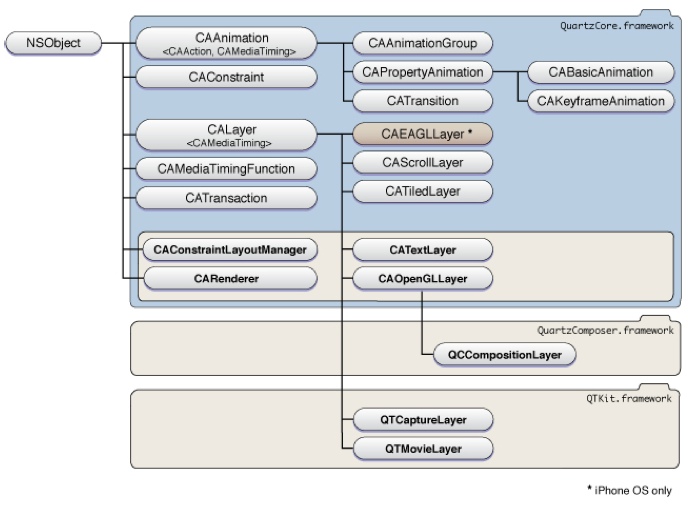 QuartzCore.framework
NSObject
CAAnimation
<CAAction, CAMediaTiming>
CAAnimationGroup
CAConstraint
CAPropertyAnimation
CABasicAnimation
CATransition
CAKeyframeAnimation
CALayer
<CAMediaTiming>
CAEAGLLayer *
CAMediaTimingFunction
CAScrollLayer
CATransaction
CATiledLayer
CAConstraintLayoutManager
CATextLayer
CARenderer
CAOpenGLLayer
QuartzComposer.framework
QCCompositionLayer
QTKit.framework
QTCaptureLayer
QTMovieLayer
* iPhone OS only